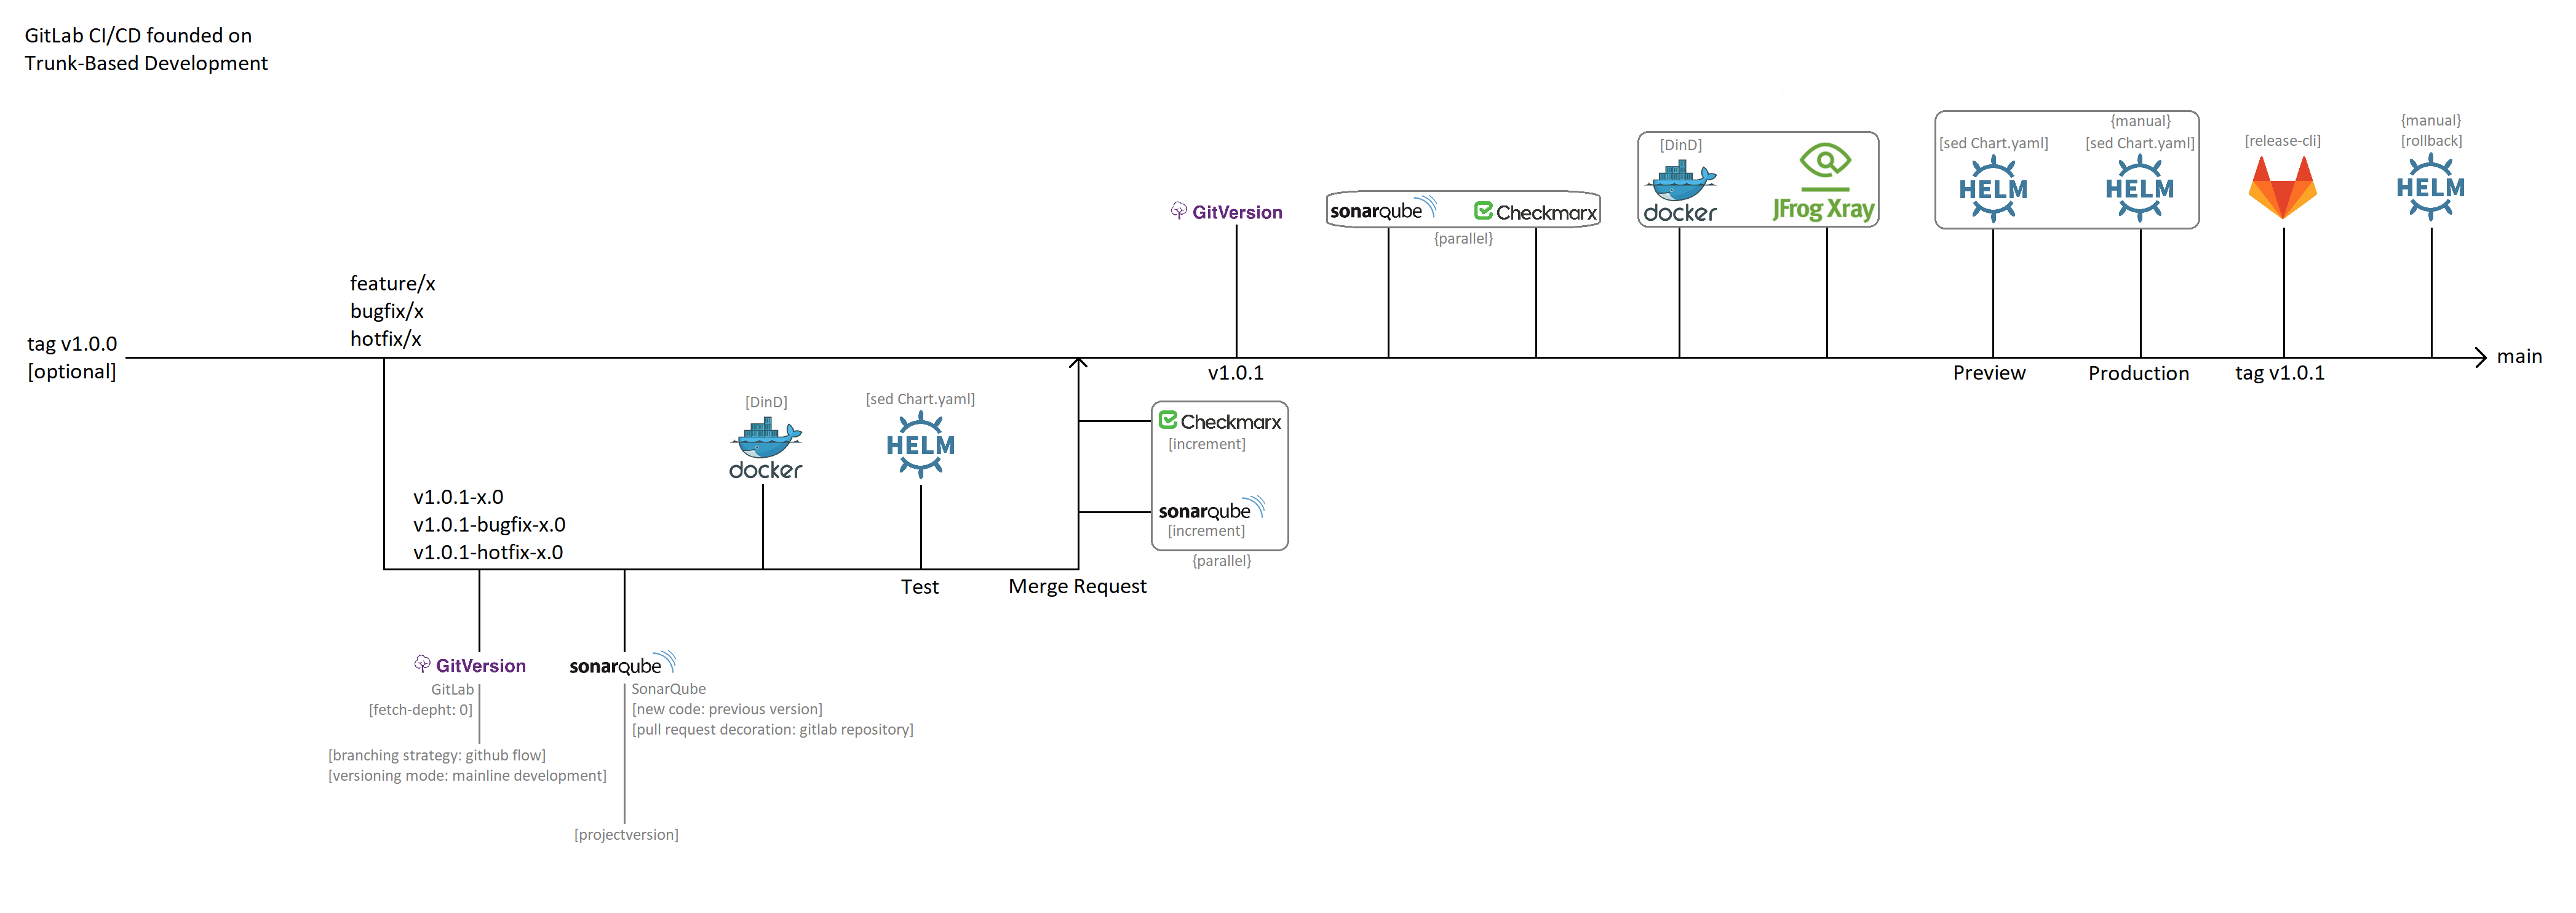 GitLab CI/CD founded on
Trunk-Based Development
tag v1.0.0
[optional]
feature/x
bugfix/x
hotfix/x
v1.0.1-x.0
v1.0.1-bugfix-x.0
v1.0.1-hotfix-x.0
GitVersion
GitLab
[fetch-depht: 0]
[branching strategy: github flow]
[versioning mode: mainline development]
sonarqube
SonarQube
[new code: previous version]
[pull request decoration: gitlab repository]
[projectversion]
[DinD]
docker
[sed Chart.yaml]
HELM
Test
Merge Request
Checkmarx
[increment]
sonarqube
[increment]
{parallel}
GitVersion
v1.0.1
sonarqube
Checkmarx
{parallel}
[DinD]
docker
JFrog Xray
[sed Chart.yaml]
HELM
Preview
{manual}
[sed Chart.yaml]
HELM
Production
[release-cli]
tag v1.0.1
{manual}
[rollback]
HELM
main